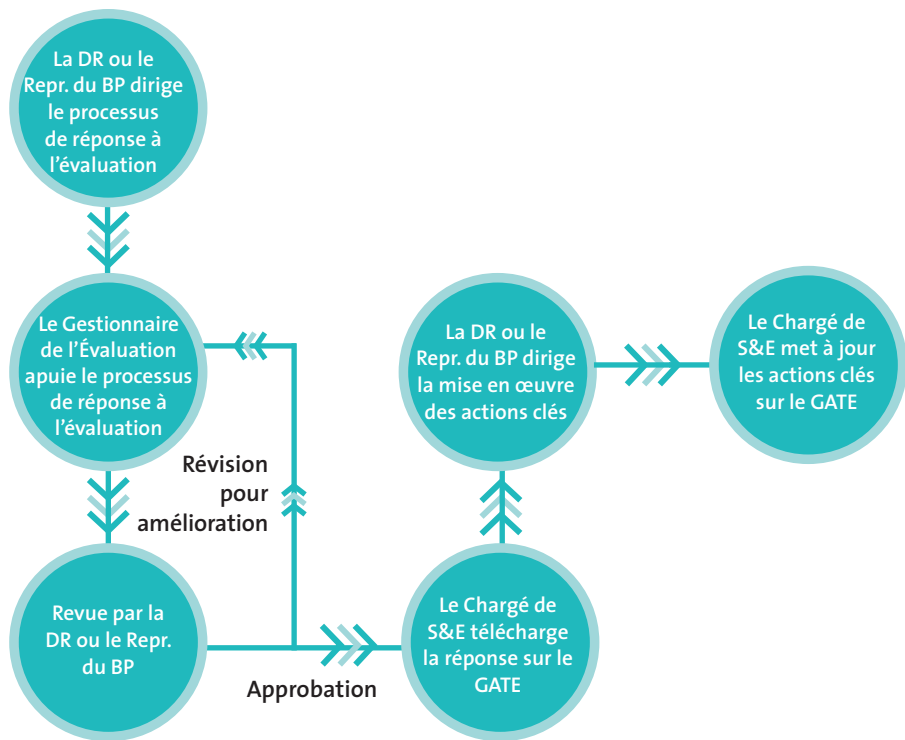 La DR ou le
Repr. du BP dirige
le processus
de réponse à
l'évaluation
Le Gestionnaire
de l'Évaluation
apuie le processus
de réponse à
l'évaluation
Révision
pour
amélioration
Revue par la
DR ou le Repr.
du BP
Approbation
Le Chargé de
S&E télécharge
la réponse sur le
GATE
La DR ou le
Repr. du BP dirige
la mise en œuvre
des actions clés
Le Chargé de
S&E met à jour
les actions clés
sur le GATE